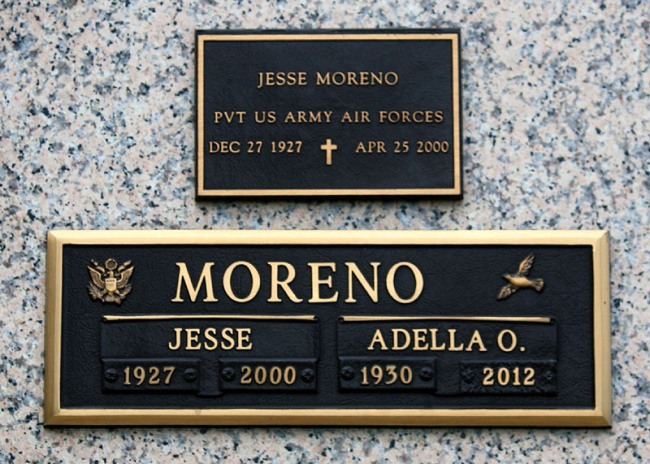 JESSE MORENO
PVT US ARMY AIR FORCES
DEC 27 1927 APR 25 2000
MORENO
JESSE ADELLA O.
1927 2000 1930 2012